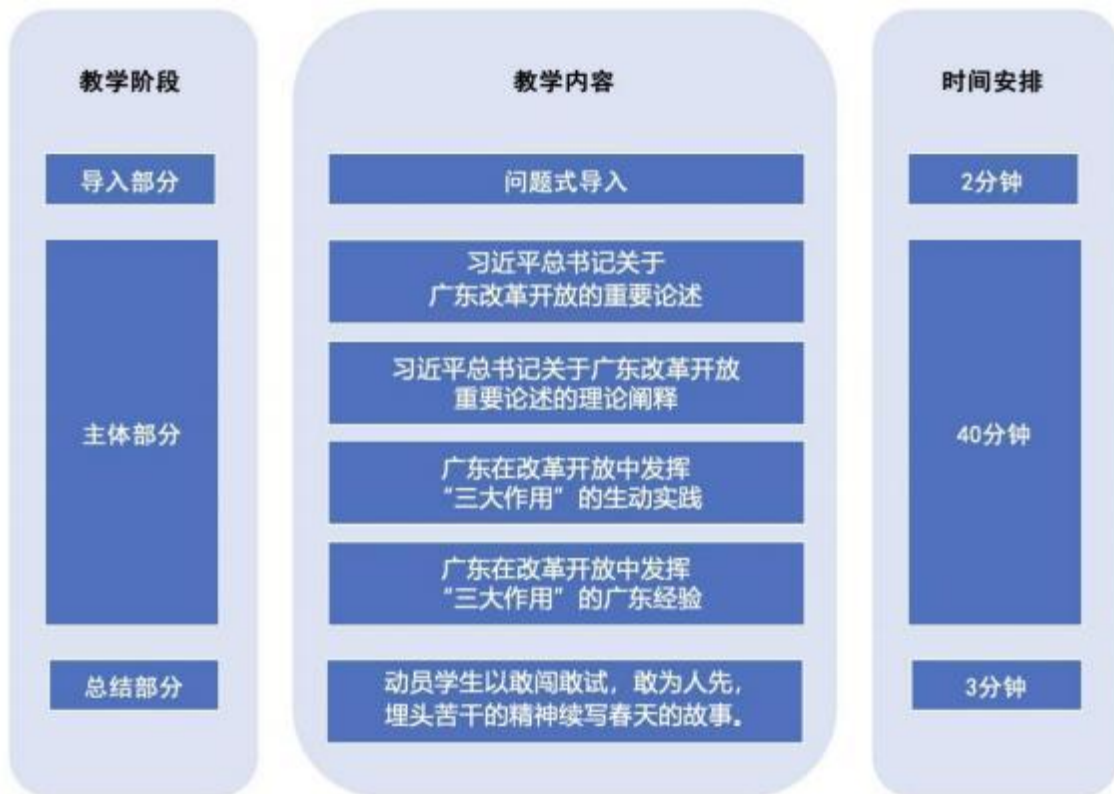 教学阶段
教学内容
时间安排
导入部分
问题式导入
2分钟
主体部分
习近平总书记关于
广东改革开放的重要论述
习近平总书记关于广东改革开放
重要论述的理论阐释
广东在改革开放中发挥
“三大作用”的生动实践
广东在改革开放中发挥
“三大作用”的广东经验
40分钟
总结部分
动员学生以敢闯敢试，敢为人先，
埋头苦干的精神续写春天的故事。
3分钟